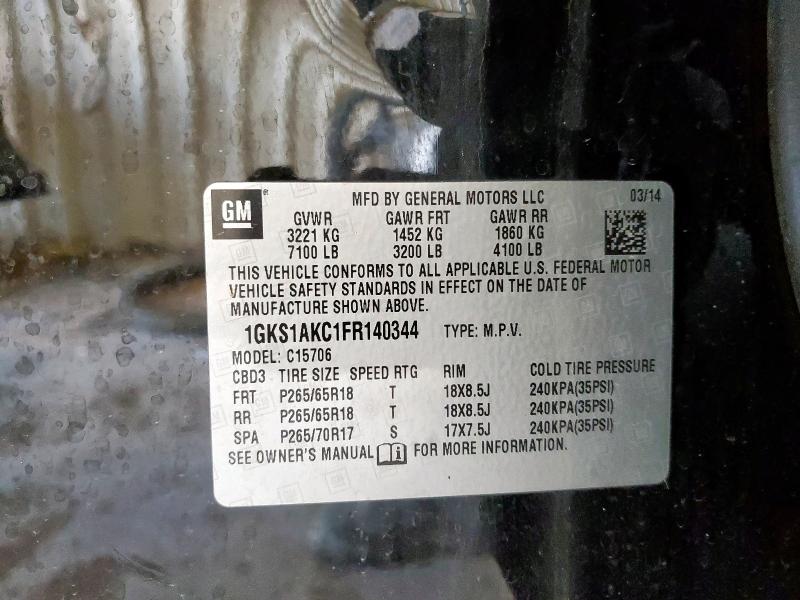 GM ® MFD BY GENERAL MOTORS LLC 03/14
GVWR GAWR FRT GAWR RR
3221 KG 1452 KG 1860 KG
7100 LB 3200 LB 4100 LB
THIS VEHICLE CONFORMS TO ALL APPLICABLE U.S. FEDERAL MOTOR
VEHICLE SAFETY STANDARDS IN EFFECT ON THE DATE OF
MANUFACTURE SHOWN ABOVE.
1GKS1AKC1FR140344 TYPE: M.P.V.
MODEL: C15706
CBD3 TIRE SIZE SPEED RTG RIM COLD TIRE PRESSURE
FRT P265/65R18 T 18X8.5J 240KPA(35PSI)
RR P265/65R18 T 18X8.5J 240KPA(35PSI)
SPA P265/70R17 S 17X7.5J 240KPA(35PSI)
SEE OWNER'S MANUAL FOR MORE INFORMATION.